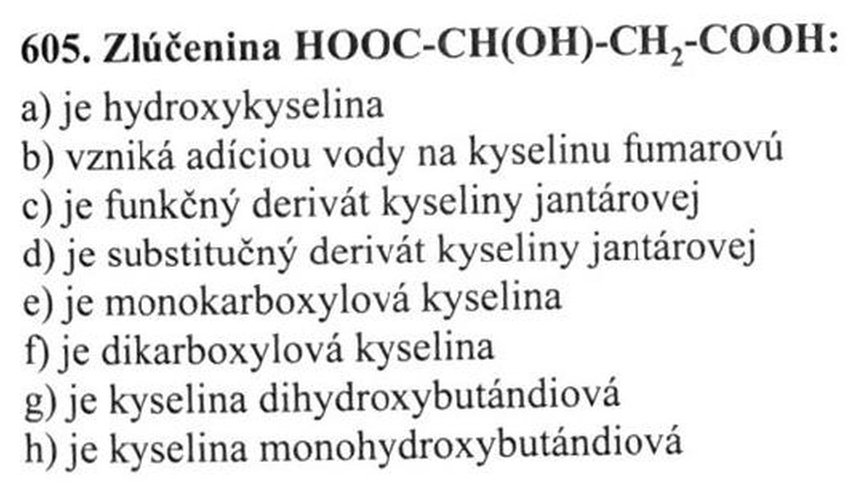 605. Zlúčenina HOOC-CH(OH)-CH₂-COOH:
a) je hydroxykyselina
b) vzniká adíciou vody na kyselinu fumarovú
c) je funkčný derivát kyseliny jantárovej
d) je substitučný derivát kyseliny jantárovej
e) je monokarboxylová kyselina
f) je dikarboxylová kyselina
g) je kyselina dihydroxybutándiová
h) je kyselina monohydroxybutándiová